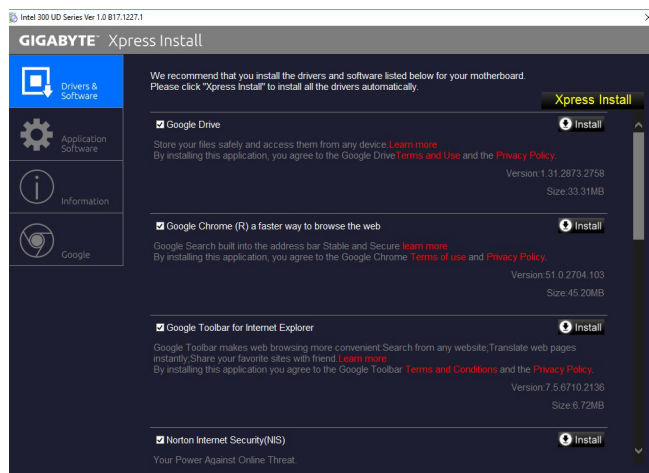 Intel 300 UD Series Ver 1.0 B17.1227.1
GIGABYTE™ Xpress Install
Drivers &
Software
Application
Software
Information
Google
We recommend that you install the drivers and software listed below for your motherboard.
Please click "Xpress Install" to install all the drivers automatically.
Xpress Install
Google Drive
Install
Store your files safely and access them from any device.Learn more
By installing this application, you agree to the Google DriveTerms and Use and the Privacy Policy.
Version:1.31.2873.2758
Size:33.31MB
Google Chrome (R) a faster way to browse the web
Install
Google Search built into the address bar Stable and Secure learn more
By installing this application, you agree to the Google Chrome Terms of use and Privacy Policy.
Version:51.0.2704.103
Size:45.20MB
Google Toolbar for Internet Explorer
Install
Google Toolbar makes web browsing more convenient Search from any website;Translate web pages
instantly;Share your favorite sites with friend.Learn more
By installing this application you agree to the Google Toolbar Terms and Conditions and the Privacy Policy.
Version:7.5.6710.2136
Size:6.72MB
Norton Internet Security(NIS)
Install
Your Power Against Online Threat